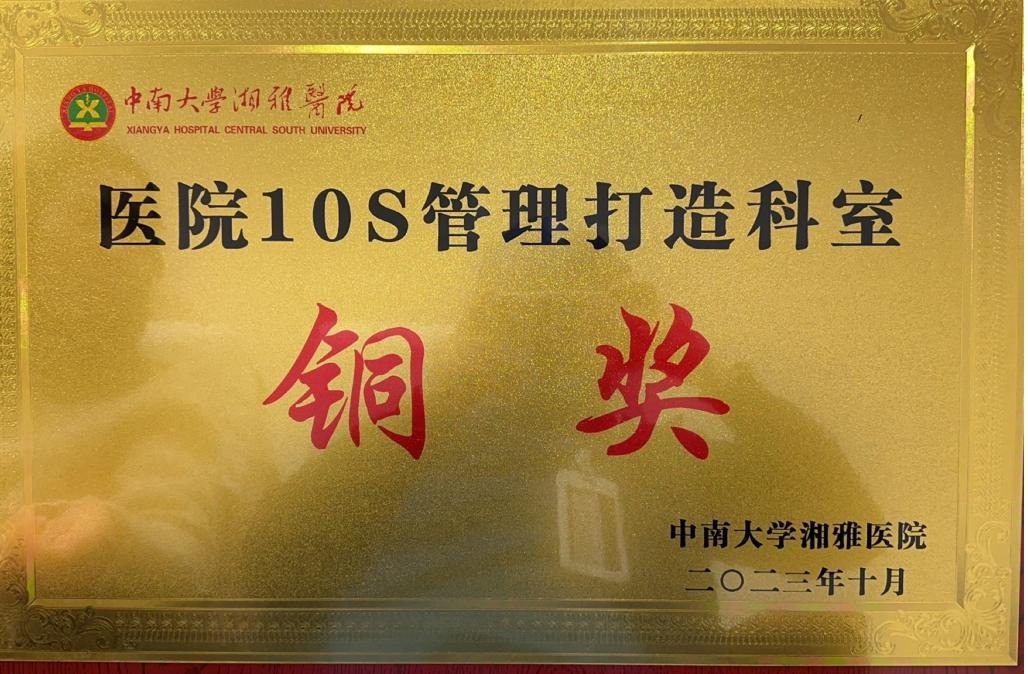 中南大学湘雅醫院
XIANGYA HOSPITAL CENTRAL SOUTH UNIVERSITY
医院10S管理打造科室
铜奖
中南大学湘雅医院
二〇二三年十月